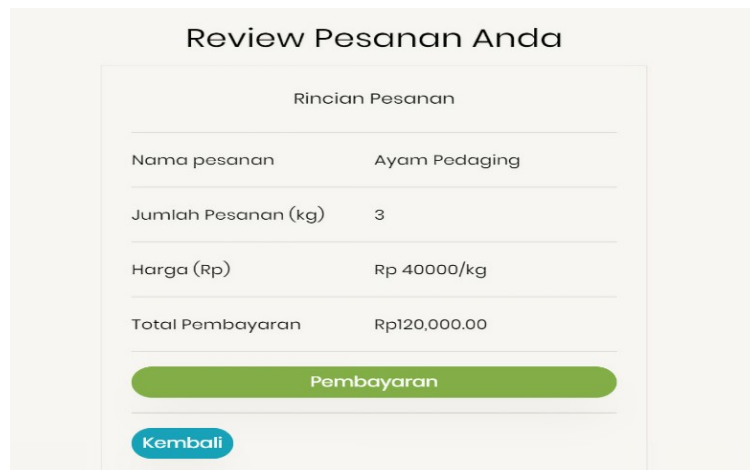 Review Pesanan Anda
Rincian Pesanan
Nama pesanan Ayam Pedaging
Jumlah Pesanan (kg) 3
Harga (Rp) Rp 40000/kg
Total Pembayaran Rp120,000.00
Pembayaran
Kembali